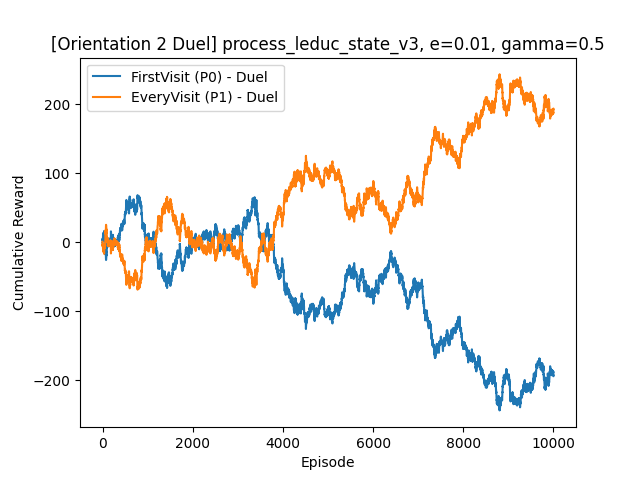 [Orientation 2 Duel] process_leduc_state_v3, e=0.01, gamma=0.5
FirstVisit (P0) - Duel
EveryVisit (P1) - Duel
200
100
0
−100
−200
Cumulative Reward
0 2000 4000 6000 8000 10000
Episode